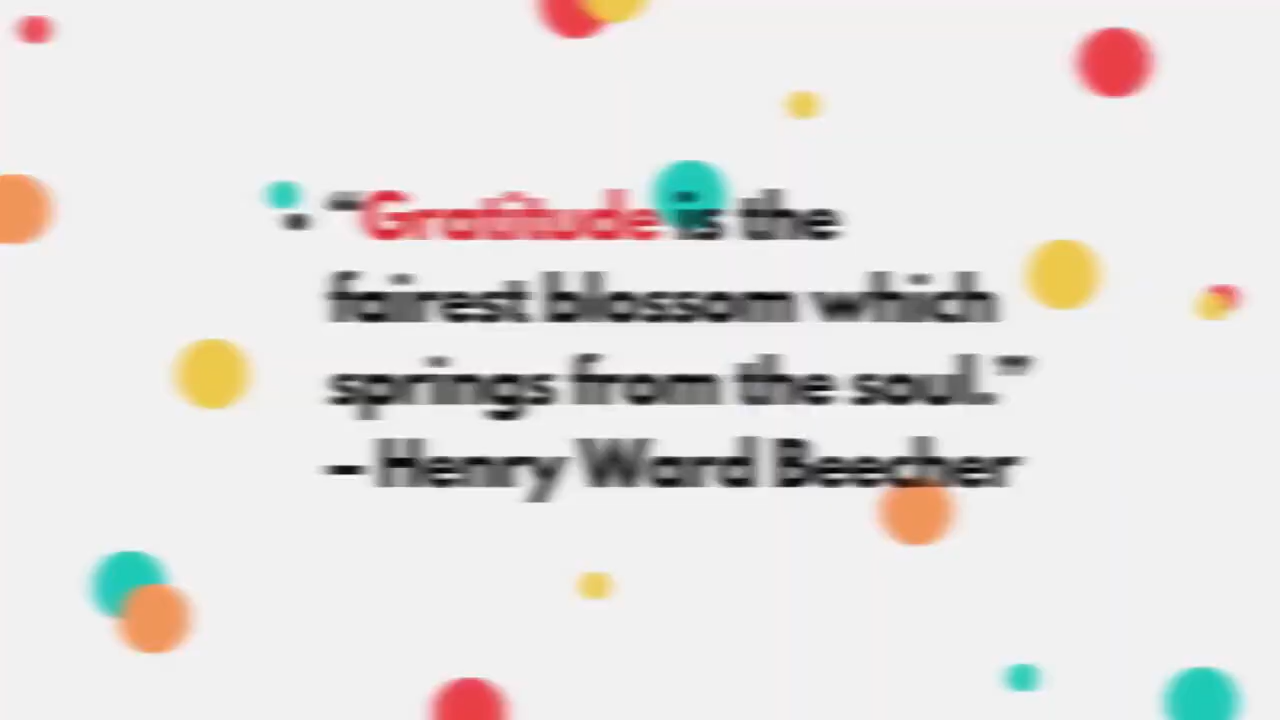 • “Gratitude is the
fairest blossom which
springs from the soul.”
– Henry Ward Beecher